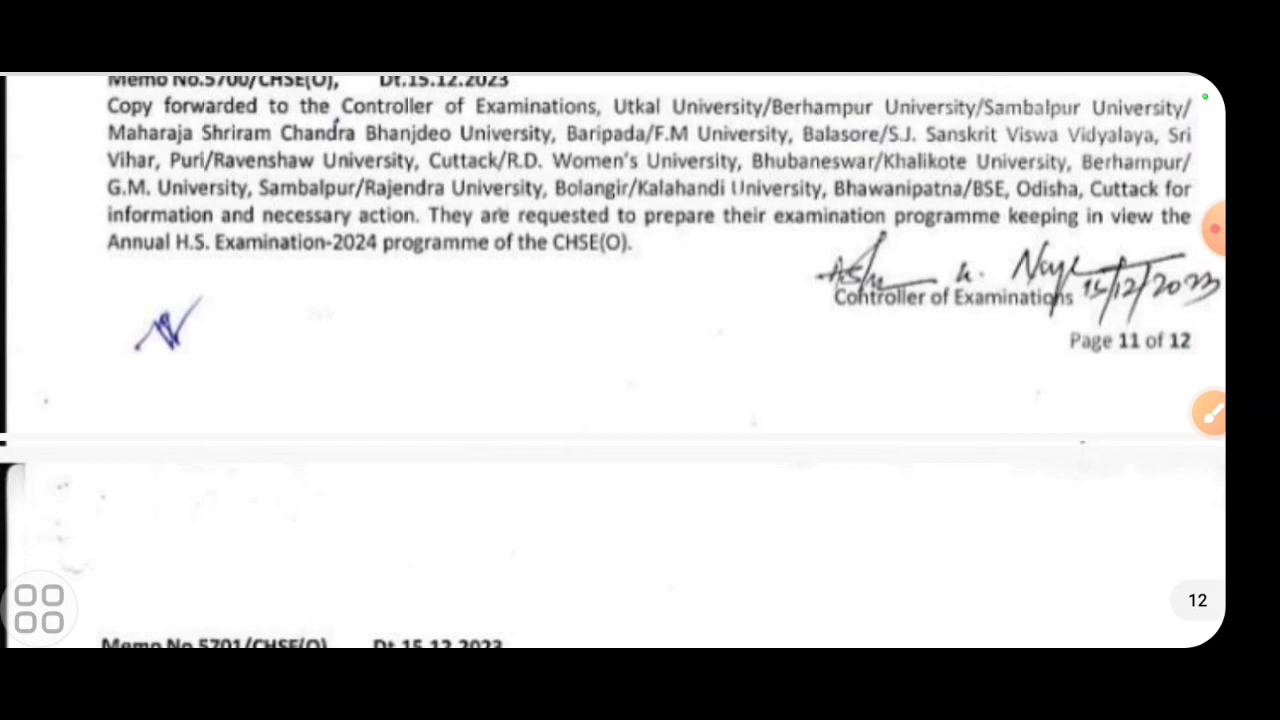 Memo No.5700/CHSE(O), Dt.15.12.2023
Copy forwarded to the Controller of Examinations, Utkal University/Berhampur University/Sambalpur University/
Maharaja Shriram Chandra Bhanjdeo University, Baripada/F.M University, Balasore/S.J. Sanskrit Viswa Vidyalaya, Sri
Vihar, Puri/Ravenshaw University, Cuttack/R.D. Women's University, Bhubaneswar/Khalikote University, Berhampur/
G.M. University, Sambalpur/Rajendra University, Bolangir/Kalahandi University, Bhawanipatna/BSE, Odisha, Cuttack for
information and necessary action. They are requested to prepare their examination programme keeping in view the
Annual H.S. Examination-2024 programme of the CHSE(O).
15/12/2023
Controller of Examinations
Page 11 of 12
12
Memo No.5701/CHSE(O) Dt.15.12.2023